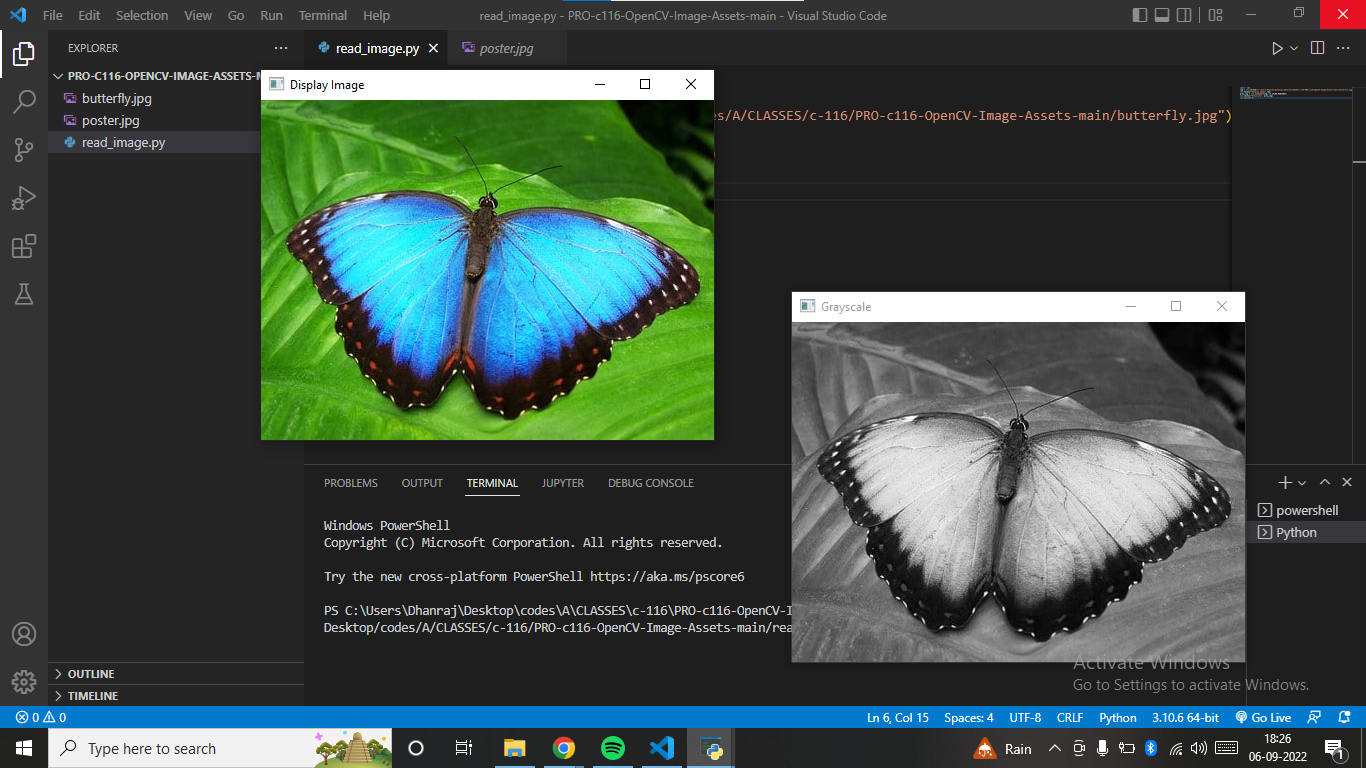 File Edit Selection View Go Run Terminal Help
read_image.py - PRO-c116-OpenCV-Image-Assets-main - Visual Studio Code
EXPLORER
PRO-C116-OPENCV-IMAGE-ASSETS-M
butterfly.jpg
poster.jpg
read_image.py
OUTLINE
TIMELINE
read_image.py
poster.jpg
Display Image
s/A/CLASSES/c-116/PRO-c116-OpenCV-Image-Assets-main/butterfly.jpg")
Grayscale
PROBLEMS OUTPUT TERMINAL JUPYTER DEBUG CONSOLE
powershell
Python
Windows PowerShell
Copyright (C) Microsoft Corporation. All rights reserved.
Try the new cross-platform PowerShell https://aka.ms/pscore6
PS C:\Users\Dhanraj\Desktop\codes\A\CLASSES\c-116\PRO-c116-OpenCV-I
Desktop/codes/A/CLASSES/c-116/PRO-c116-OpenCV-Image-Assets-main/rea
Activate Windows
Go to Settings to activate Windows.
0 0
Ln 6, Col 15 Spaces: 4 UTF-8 CRLF Python 3.10.6 64-bit Go Live
Type here to search
Rain
18:26
06-09-2022
1